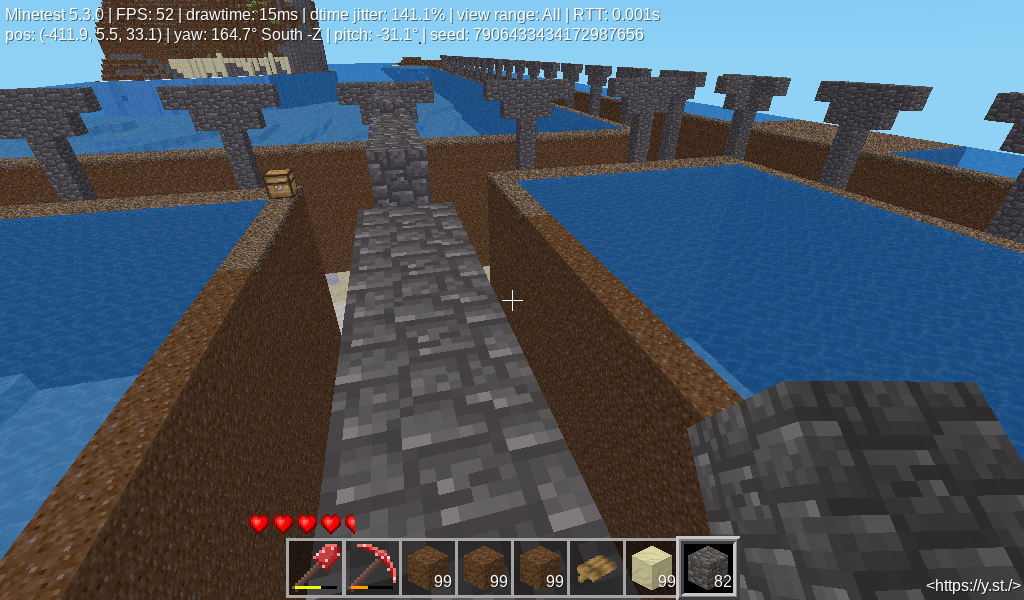 Minetest 5.3.0 | FPS: 52 | drawtime: 15ms | dtime jitter: 141.1% | view range: All | RTT: 0.001s
pos: (-411.9, 5.5, 33.1) | yaw: 164.7° South -Z | pitch: -31.1° | seed: 7906433434172987656
99 99 99 99 82
<https://y.st./>